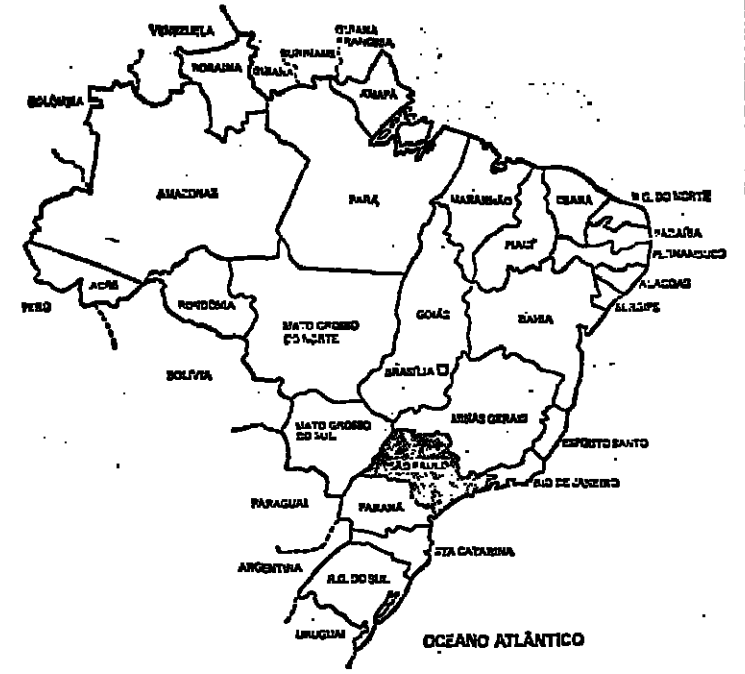 VENEZUELA
GUIANA
FRANCESA
SURINAME
RORAIMA
GUIANA
AMAPÁ
COLÔMBIA
AMAZONAS
PARÁ
MARANHÃO
CEARÁ
R.G. DO NORTE
PARAÍBA
PIAUÍ
PERNAMBUCO
ACRE
ALAGOAS
PERU
RONDÔNIA
SERGIPE
GOIÁS
BAHIA
MATO GROSSO
DO NORTE
BOLÍVIA
BRASÍLIA
MATO GROSSO
DO SUL
MINAS GERAIS
ESPÍRITO SANTO
SÃO PAULO
RIO DE JANEIRO
PARAGUAI
PARANÁ
STA CATARINA
ARGENTINA
R.G. DO SUL
URUGUAI
OCEANO ATLÂNTICO